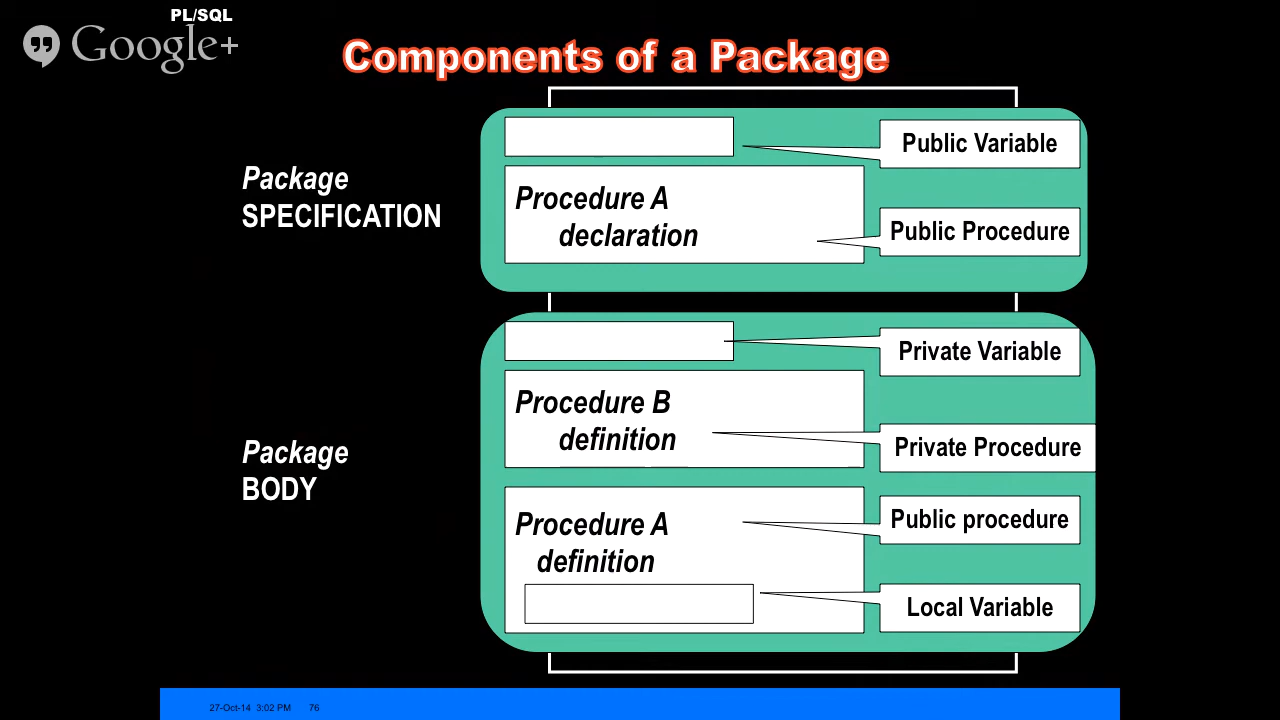 PL/SQL
Google+
Components of a Package
Public Variable
Package
SPECIFICATION
Procedure A
declaration
Public Procedure
Private Variable
Procedure B
definition
Private Procedure
Package
BODY
Procedure A
definition
Public procedure
Local Variable
27-Oct-14 3:02 PM 76